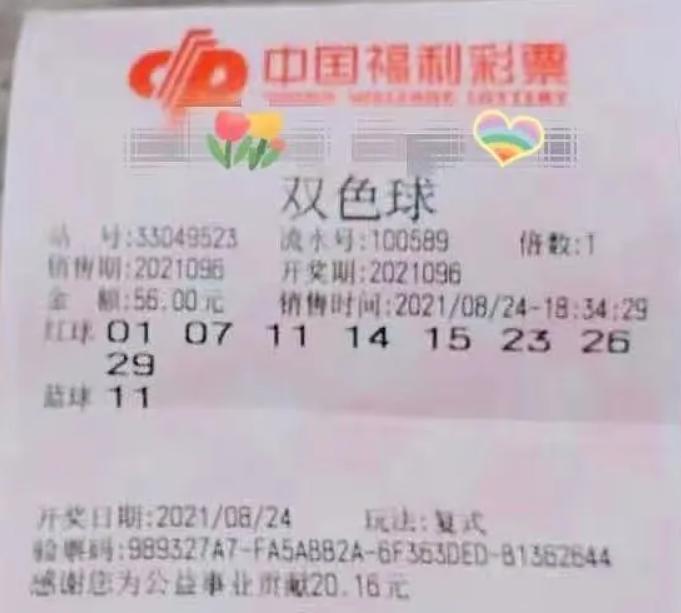 中国福利彩票
双色球
站 号:33049523 流水号:100589 倍数:1
销售期:2021096 开奖期:2021096
金 额:56.00元 销售时间:2021/08/24-18:34:29
红球 01 07 11 14 15 23 26
29
蓝球 11
开奖日期:2021/08/24 玩法:复式
验票码:989327A7-FA5ABB2A-6F363DED-81362644
感谢您为公益事业贡献20.16元